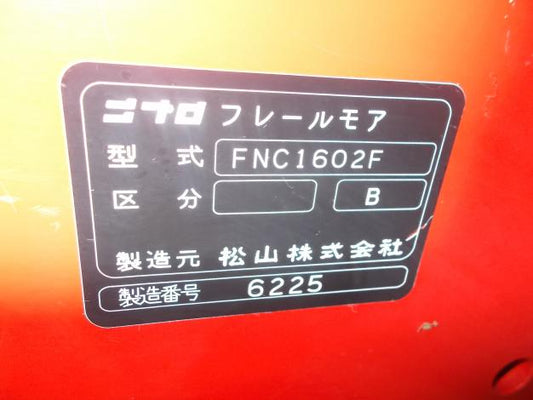 ニプロ フレールモア
型式 FNC1602F
区分 B
製造元 松山株式会社
製造番号 6225